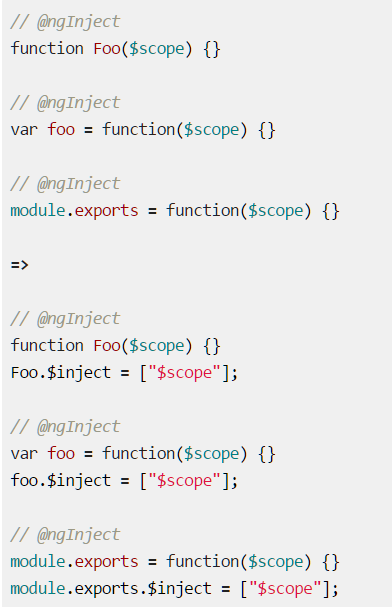 // @ngInject
function Foo($scope) {}
// @ngInject
var foo = function($scope) {}
// @ngInject
module.exports = function($scope) {}
=>
// @ngInject
function Foo($scope) {}
Foo.$inject = ["$scope"];
// @ngInject
var foo = function($scope) {}
foo.$inject = ["$scope"];
// @ngInject
module.exports = function($scope) {}
module.exports.$inject = ["$scope"];